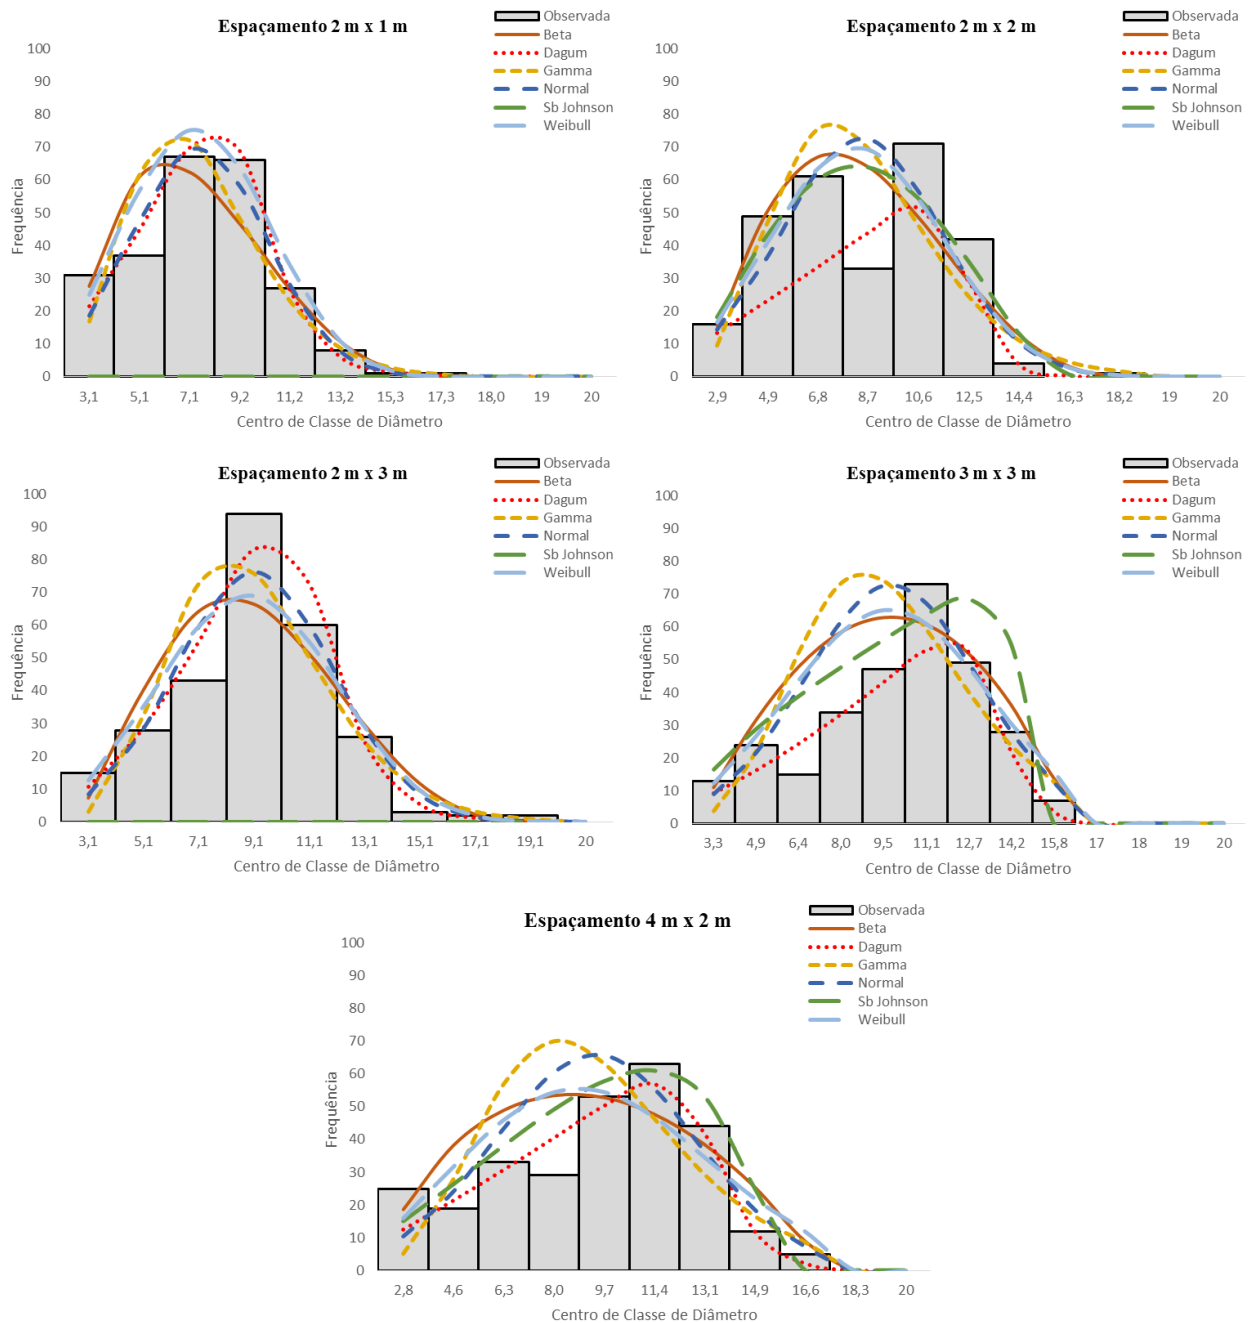 Espaçamento 2 m x 1 m
Observada
Beta
Dagum
Gamma
Normal
Sb Johnson
Weibull
Frequência
100
90
80
70
60
50
40
30
20
10
0
3,1 5,1 7,1 9,2 11,2 13,2 15,3 17,3 18,0 19 20
Centro de Classe de Diâmetro
Espaçamento 2 m x 2 m
Observada
Beta
Dagum
Gamma
Normal
Sb Johnson
Weibull
Frequência
100
90
80
70
60
50
40
30
20
10
0
2,9 4,9 6,8 8,7 10,6 12,5 14,4 16,3 18,2 19 20
Centro de Classe de Diâmetro
Espaçamento 2 m x 3 m
Observada
Beta
Dagum
Gamma
Normal
Sb Johnson
Weibull
Frequência
100
90
80
70
60
50
40
30
20
10
0
3,1 5,1 7,1 9,1 11,1 13,1 15,1 17,1 19,1 20
Centro de Classe de Diâmetro
Espaçamento 3 m x 3 m
Observada
Beta
Dagum
Gamma
Normal
Sb Johnson
Weibull
Frequência
100
90
80
70
60
50
40
30
20
10
0
3,3 4,9 6,4 8,0 9,5 11,1 12,7 14,2 15,8 17 18 19 20
Centro de Classe de Diâmetro
Espaçamento 4 m x 2 m
Observada
Beta
Dagum
Gamma
Normal
Sb Johnson
Weibull
Frequência
100
90
80
70
60
50
40
30
20
10
0
2,8 4,6 6,3 8,0 9,7 11,4 13,1 14,9 16,6 18,3 20
Centro de Classe de Diâmetro